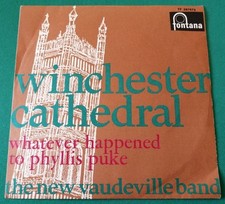 fontana
winchester
cathedral
whatever happened
to phyllis puke
the new vaudeville band